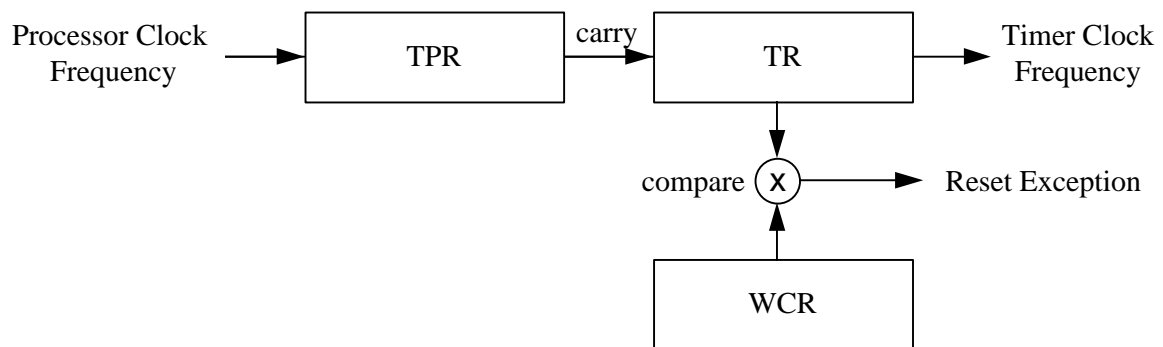 Processor Clock
Frequency
TPR
carry
TR
Timer Clock
Frequency
compare
X
Reset Exception
WCR